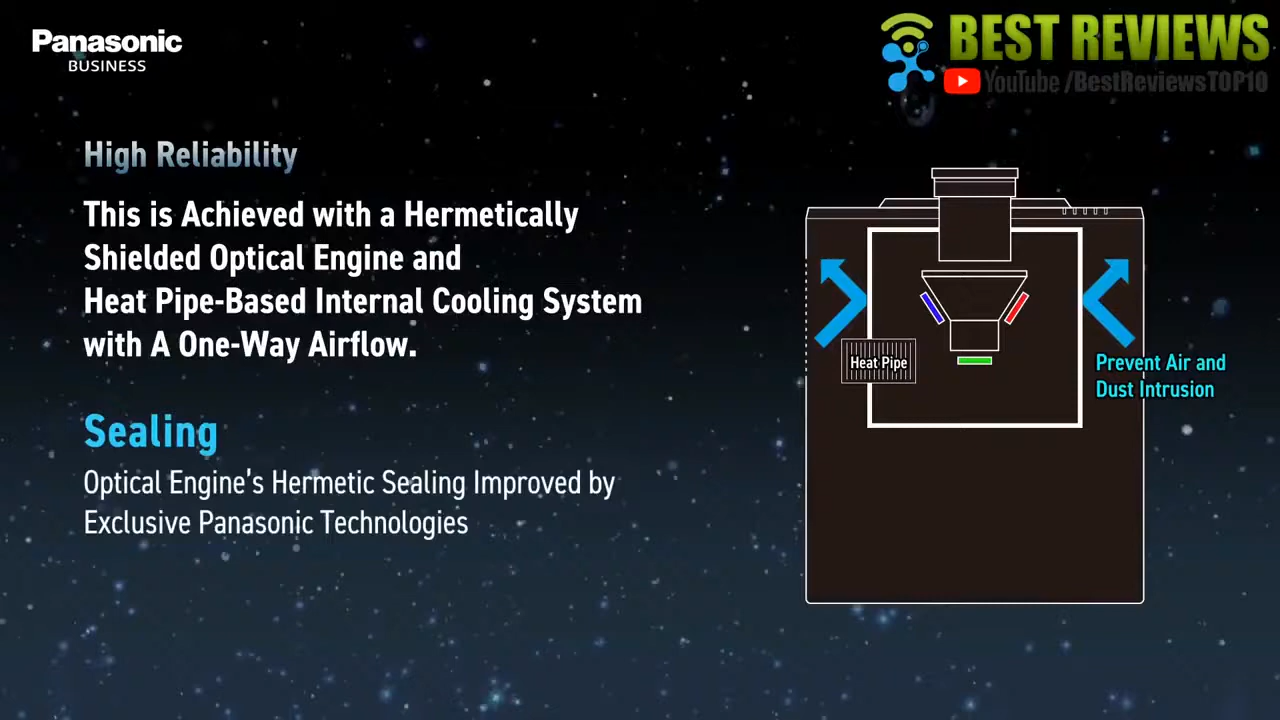 Panasonic
BUSINESS
BEST REVIEWS
YouTube /BestReviewsTOP10
High Reliability
This is Achieved with a Hermetically
Shielded Optical Engine and
Heat Pipe-Based Internal Cooling System
with A One-Way Airflow.
Sealing
Optical Engine's Hermetic Sealing Improved by
Exclusive Panasonic Technologies
Heat Pipe
Prevent Air and
Dust Intrusion